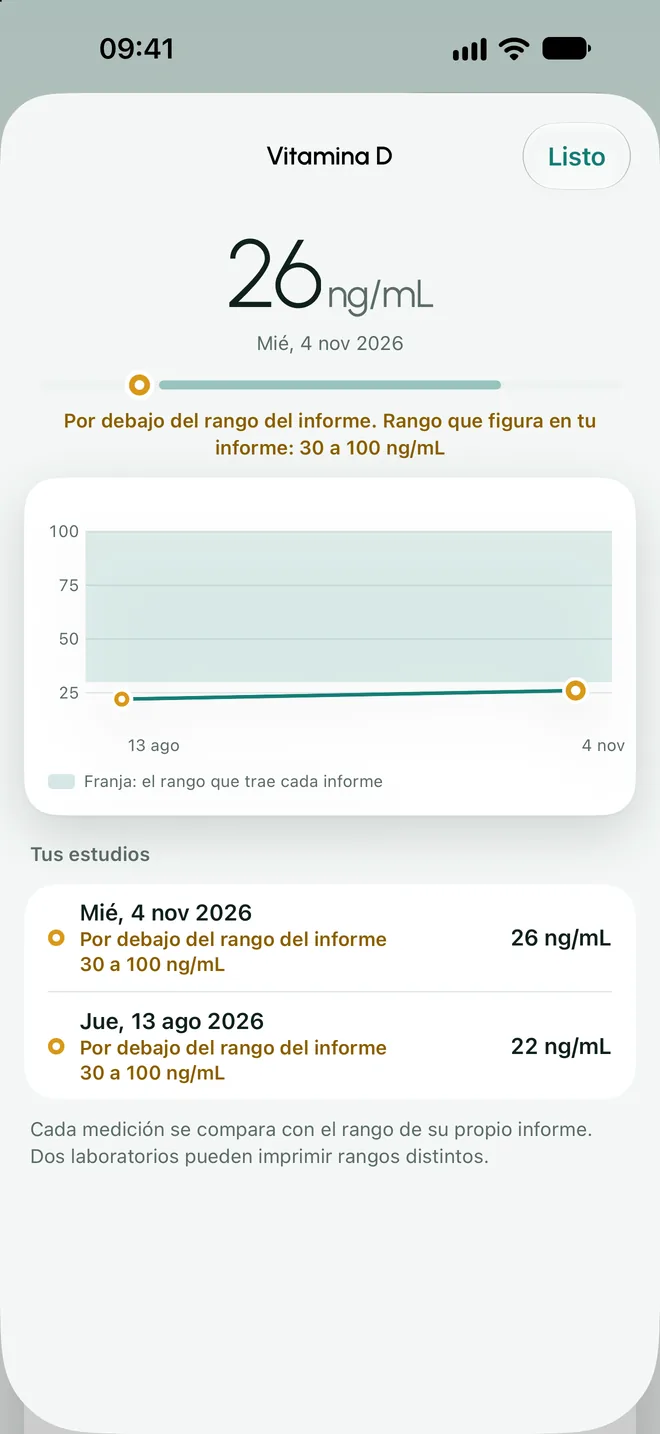 09:41
Vitamina D
Listo
26 ng/mL
Mié, 4 nov 2026
Por debajo del rango del informe. Rango que figura en tu
informe: 30 a 100 ng/mL
100
75
50
25
13 ago
4 nov
Franja: el rango que trae cada informe
Tus estudios
Mié, 4 nov 2026
Por debajo del rango del informe
30 a 100 ng/mL
26 ng/mL
Jue, 13 ago 2026
Por debajo del rango del informe
30 a 100 ng/mL
22 ng/mL
Cada medición se compara con el rango de su propio informe.
Dos laboratorios pueden imprimir rangos distintos.